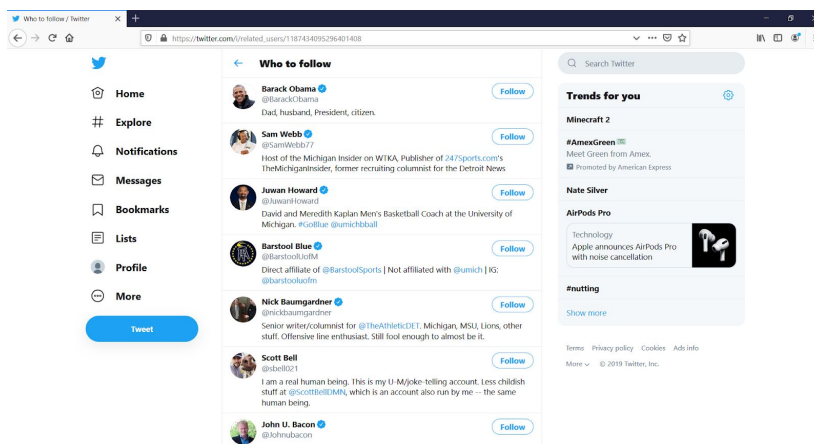 Who to follow / Twitter
https://twitter.com/i/related_users/1187434095296401408
Home
Explore
Notifications
Messages
Bookmarks
Lists
Profile
More
Tweet
Who to follow
Barack Obama
@BarackObama
Follow
Dad, husband, President, citizen.
Sam Webb
@SamWebb77
Follow
Host of the Michigan Insider on WTKA, Publisher of 247Sports.com's
TheMichiganInsider, former recruiting columnist for the Detroit News
Juwan Howard
@JuwanHoward
Follow
David and Meredith Kaplan Men's Basketball Coach at the University of
Michigan. #GoBlue @umichbball
Barstool Blue
@BarstoolUofM
Follow
Direct affiliate of @BarstoolSports | Not affiliated with @umich | IG:
@barstooluofm
Nick Baumgardner
@nickbaumgardner
Follow
Senior writer/columnist for @TheAthleticDET. Michigan, MSU, Lions, other
stuff. Offensive line enthusiast. Still fool enough to almost be it.
Scott Bell
@sbell021
Follow
I am a real human being. This is my U-M/joke-telling account. Less childish
stuff at @ScottBellDMN, which is an account also run by me -- the same
human being.
John U. Bacon
@Johnubacon
Follow
Search Twitter
Trends for you
Minecraft 2
#AmexGreen
Meet Green from Amex.
Promoted by American Express
Nate Silver
AirPods Pro
Technology
Apple announces AirPods Pro
with noise cancellation
#nutting
Show more
Terms Privacy policy Cookies Ads info
More © 2019 Twitter, Inc.